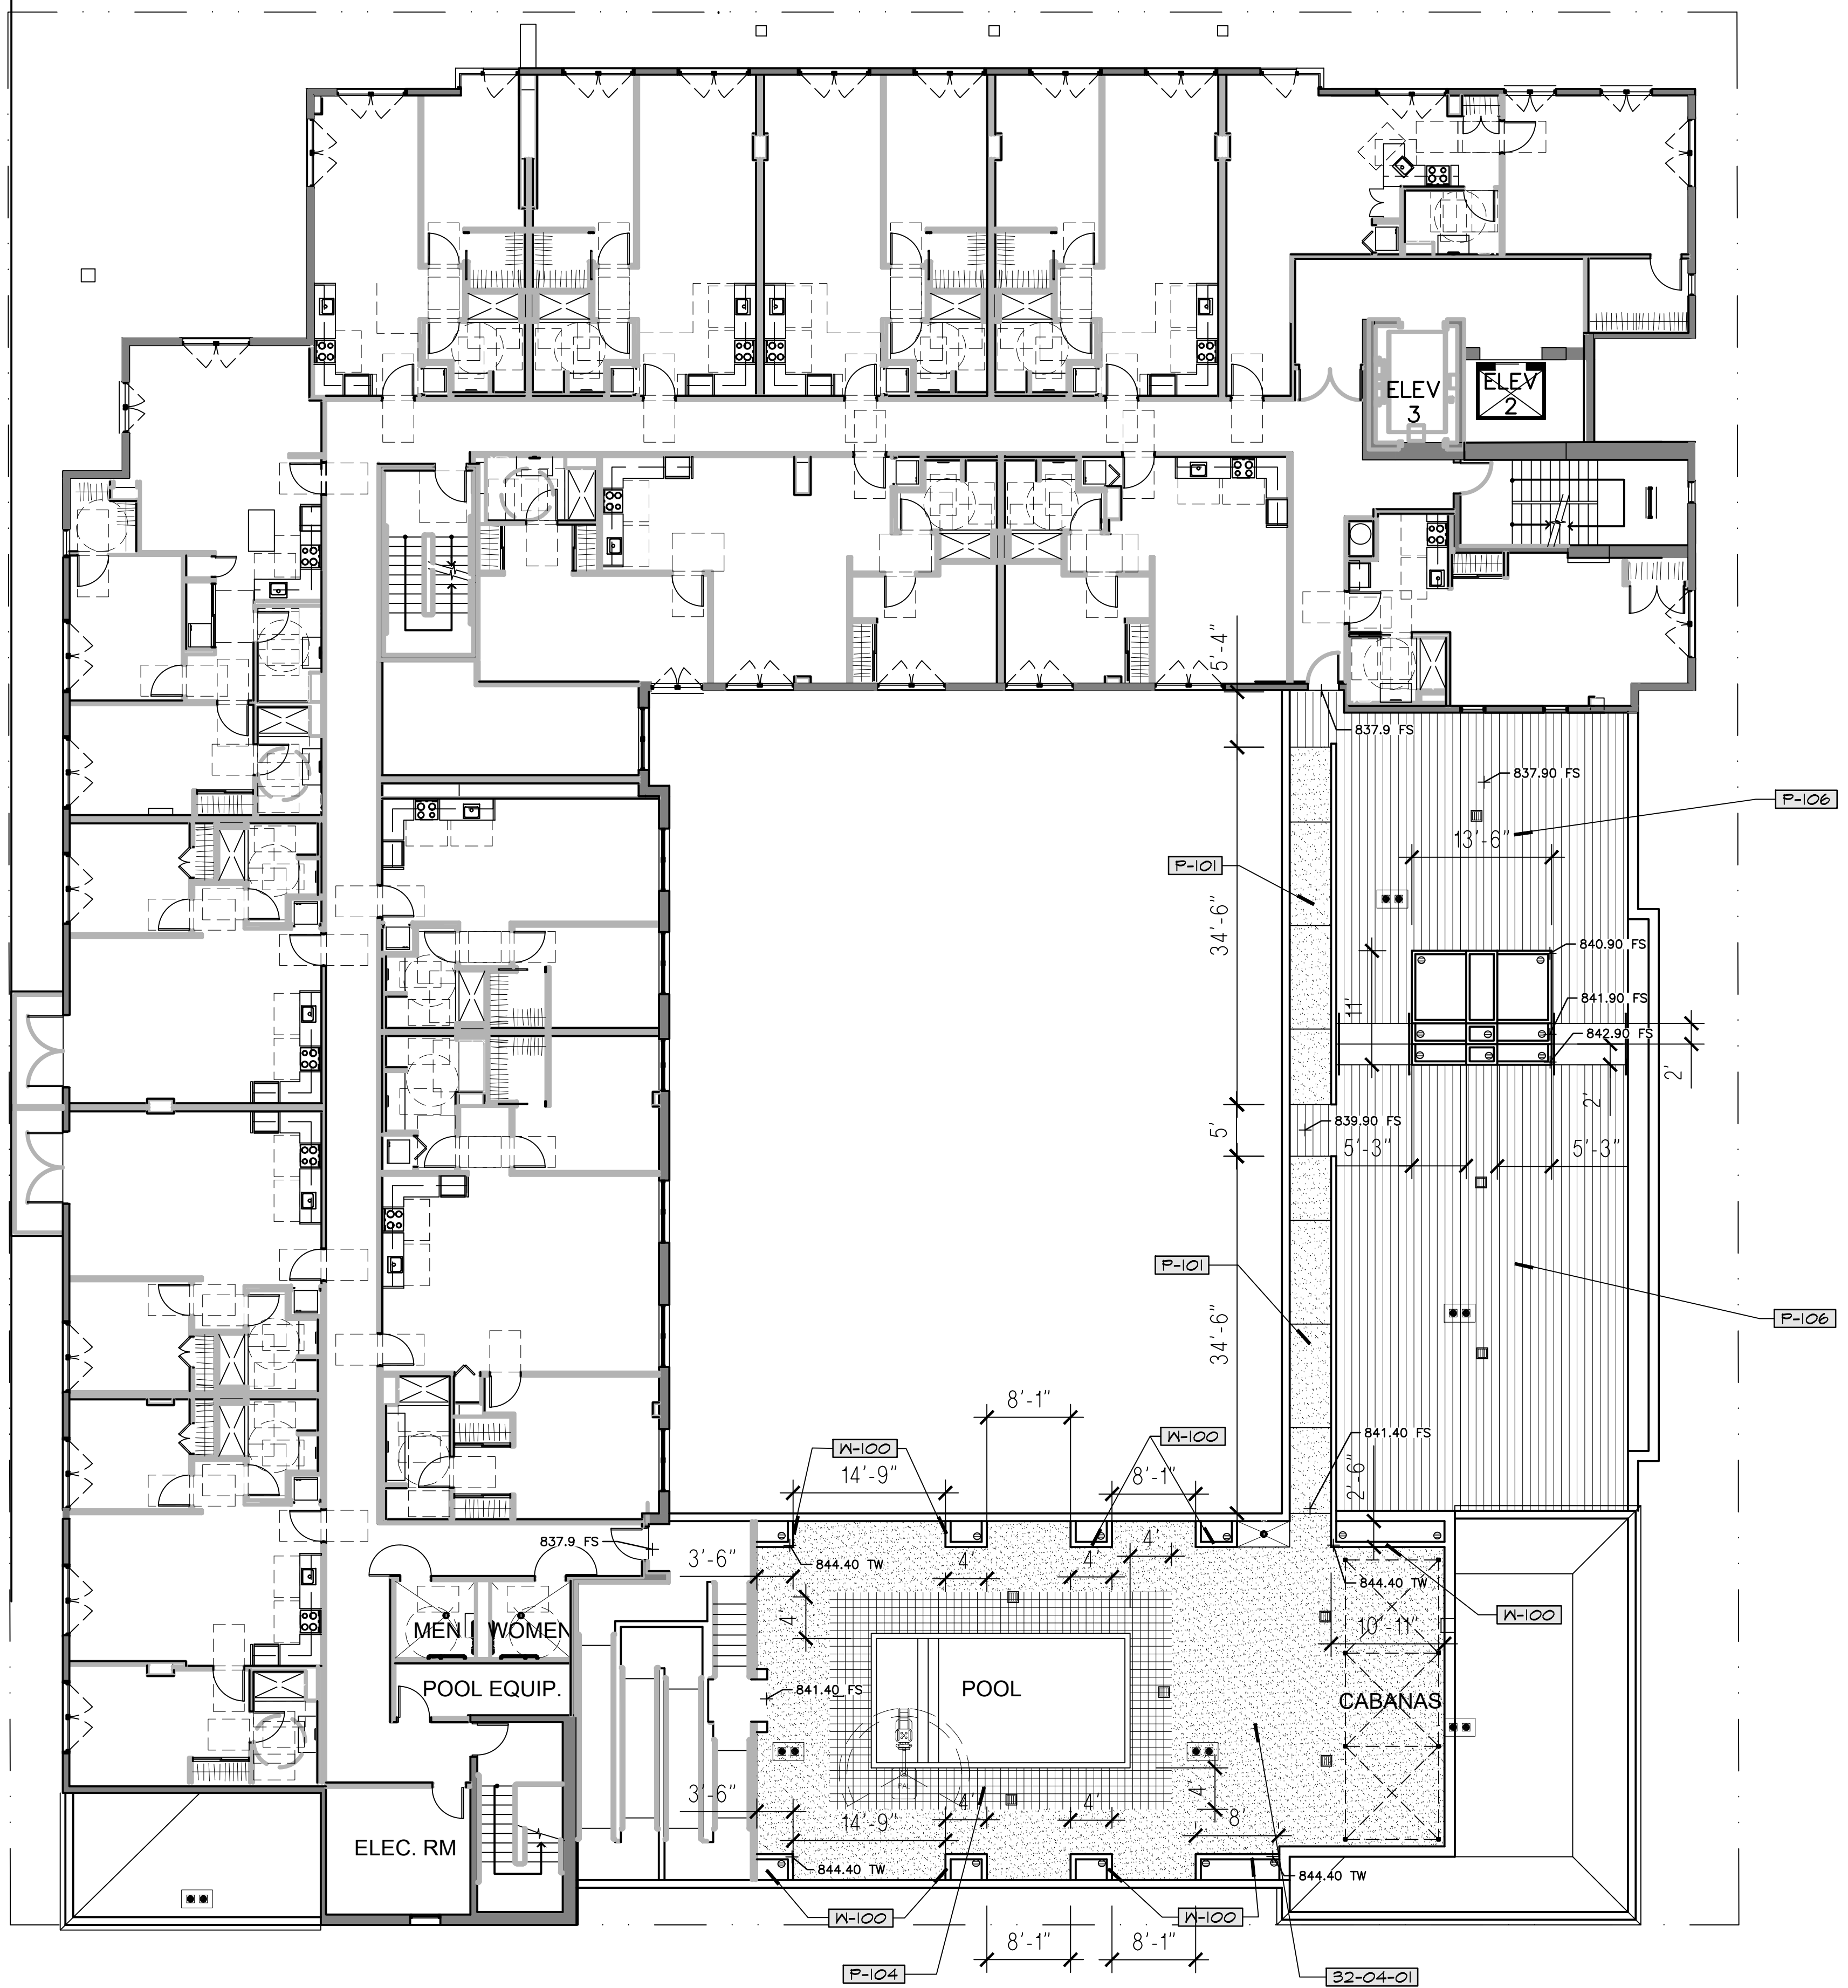 ELEV
3
ELEV
2
5'-4"
837.9 FS
837.90 FS
P-106
13'-6"
P-101
34'-6"
840.90 FS
11'
841.90 FS
842.90 FS
2'
2'
839.90 FS
5'
5'-3"
5'-3"
P-101
P-106
34'-6"
8'-1"
841.40 FS
W-100
W-100
14'-9"
8'-1"
2'-6"
837.9 FS
3'-6"
844.40 TW
4'
4'
4'
844.40 TW
W-100
4'
10'-11"
MEN
WOMEN
POOL EQUIP.
841.40 FS
POOL
CABANAS
3'-6"
4'
4'
4'
14'-9"
8'
ELEC. RM
844.40 TW
844.40 TW
W-100
W-100
8'-1"
8'-1"
P-104
32-04-01